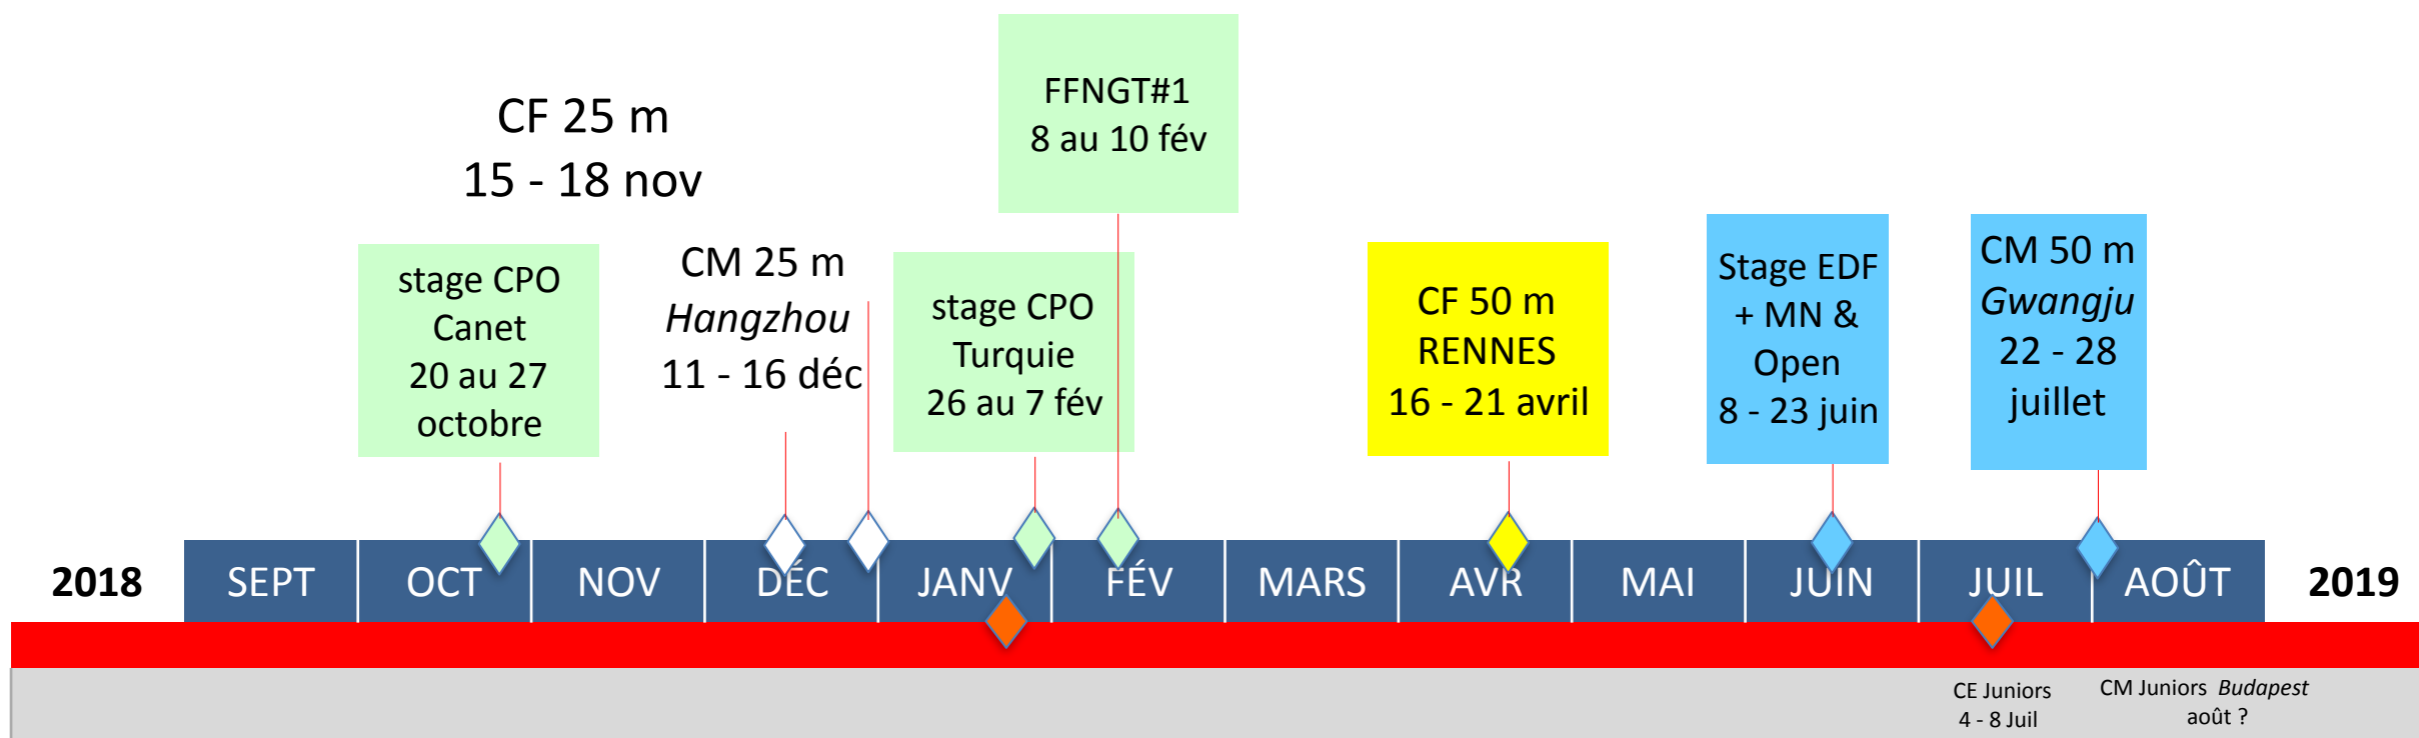 CF 25 m
15 - 18 nov
FFNGT#1
8 au 10 fév
stage CPO
Canet
20 au 27
octobre
CM 25 m
Hangzhou
11 - 16 déc
stage CPO
Turquie
26 au 7 fév
CF 50 m
RENNES
16 - 21 avril
Stage EDF
+ MN &
Open
8 - 23 juin
CM 50 m
Gwangju
22 - 28
juillet
2018 SEPT OCT NOV DÉC JANV FÉV MARS AVR MAI JUIN JUIL AOÛT 2019
CE Juniors
4 - 8 Juil
CM Juniors Budapest
août ?